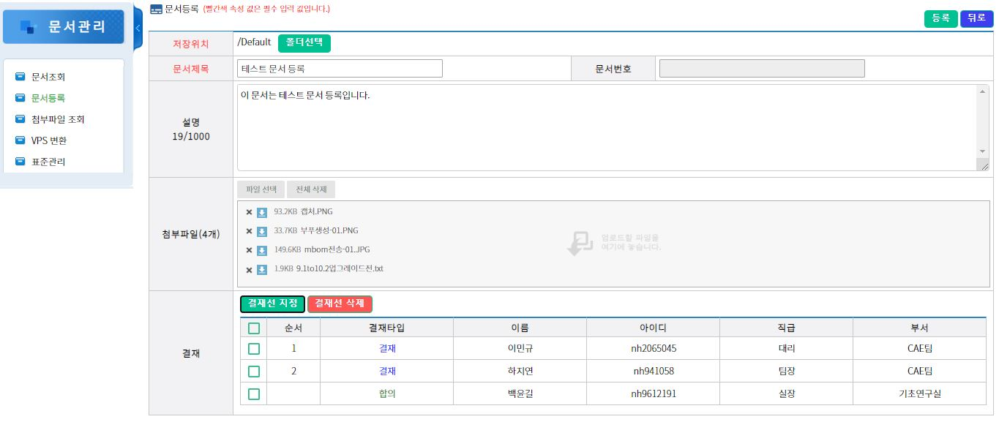 문서관리
문서조회
문서등록
첨부파일 조회
VPS 변환
표준관리
문서등록 (빨간색 속성 값은 필수 입력 값입니다.)
등록 뒤로
저장위치 /Default 폴더선택
문서제목 테스트 문서 등록 문서번호
설명
19/1000
이 문서는 테스트 문서 등록입니다.
첨부파일(4개)
파일 선택 전체 삭제
93.2KB 캡처.PNG
33.7KB 부푸생성-01.PNG
149.6KB mbom전송-01.JPG
1.9KB 9.1to10.2업그레이드전.txt
업로드할 파일을
여기에 놓습니다.
결재
결재선 지정 결재선 삭제
순서 결재타입 이름 아이디 직급 부서
1 결재 이민규 nh2065045 대리 CAE팀
2 결재 하지연 nh941058 팀장 CAE팀
합의 백윤길 nh9612191 실장 기초연구실